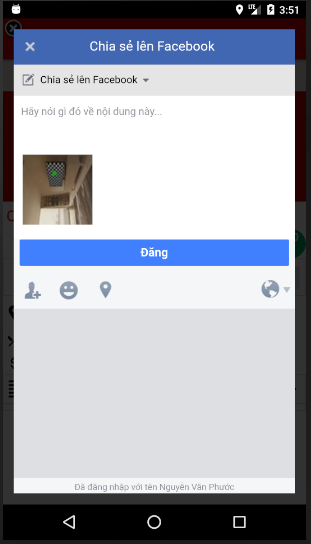 LTE 3:51
Chia sẻ lên Facebook
Chia sẻ lên Facebook
Hãy nói gì đó về nội dung này...
Đăng
Đã đăng nhập với tên Nguyễn Văn Phước